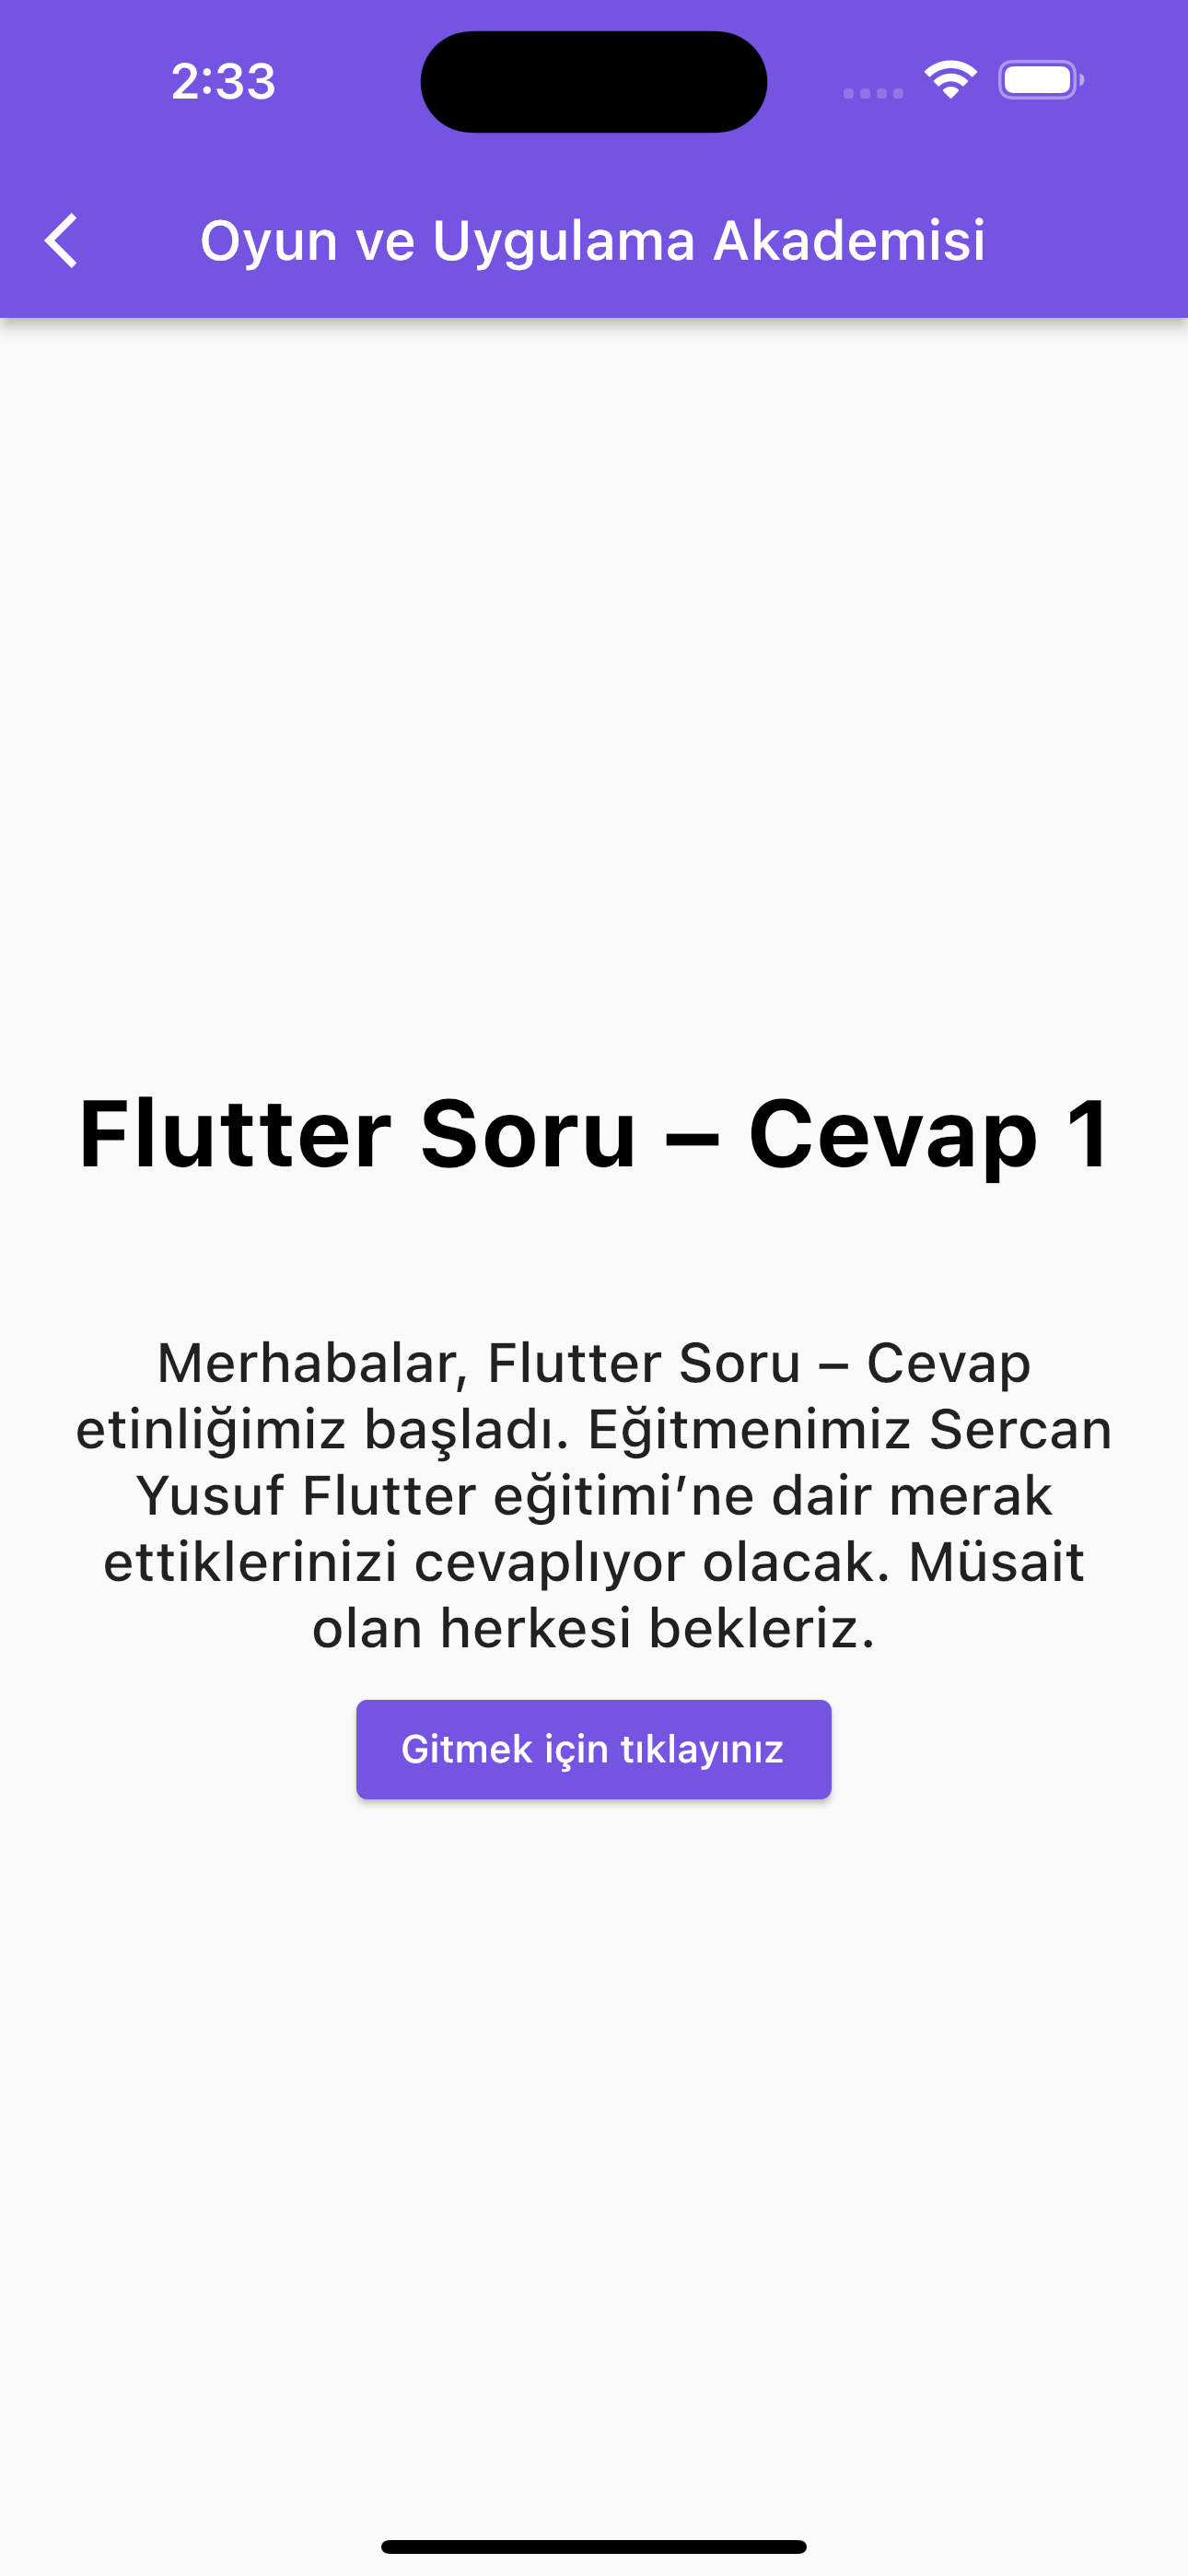 2:33
Oyun ve Uygulama Akademisi
Flutter Soru – Cevap 1
Merhabalar, Flutter Soru – Cevap
etinliğimiz başladı. Eğitmenimiz Sercan
Yusuf Flutter eğitimi’ne dair merak
ettiklerinizi cevaplıyor olacak. Müsait
olan herkesi bekleriz.
Gitmek için tıklayınız